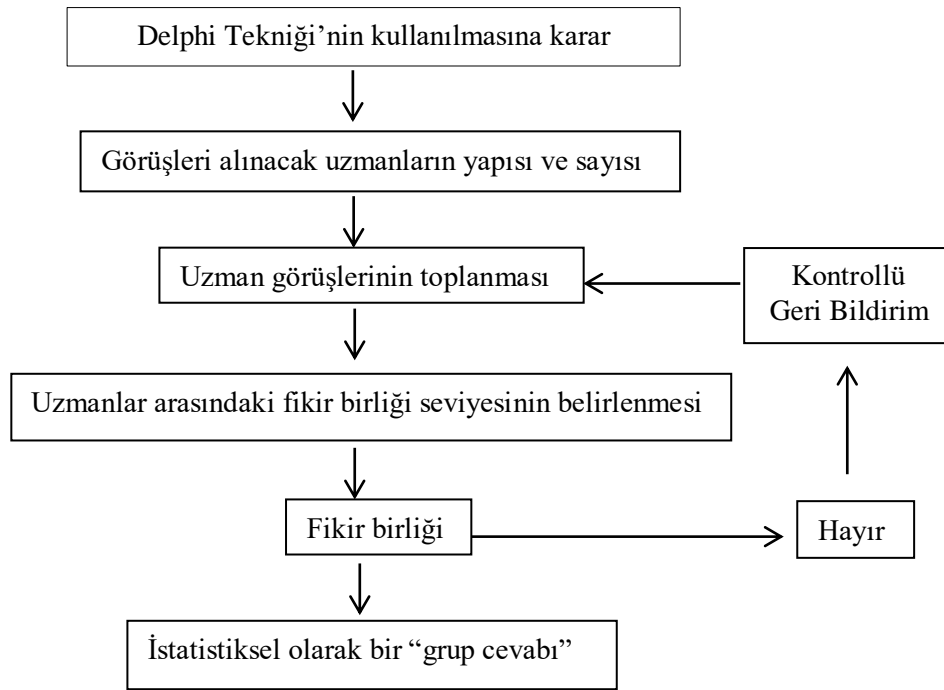 Delphi Tekniği’nin kullanılmasına karar
Görüşleri alınacak uzmanların yapısı ve sayısı
Uzman görüşlerinin toplanması
Kontrollü
Geri Bildirim
Uzmanlar arasındaki fikir birliği seviyesinin belirlenmesi
Fikir birliği
Hayır
İstatistiksel olarak bir “grup cevabı”